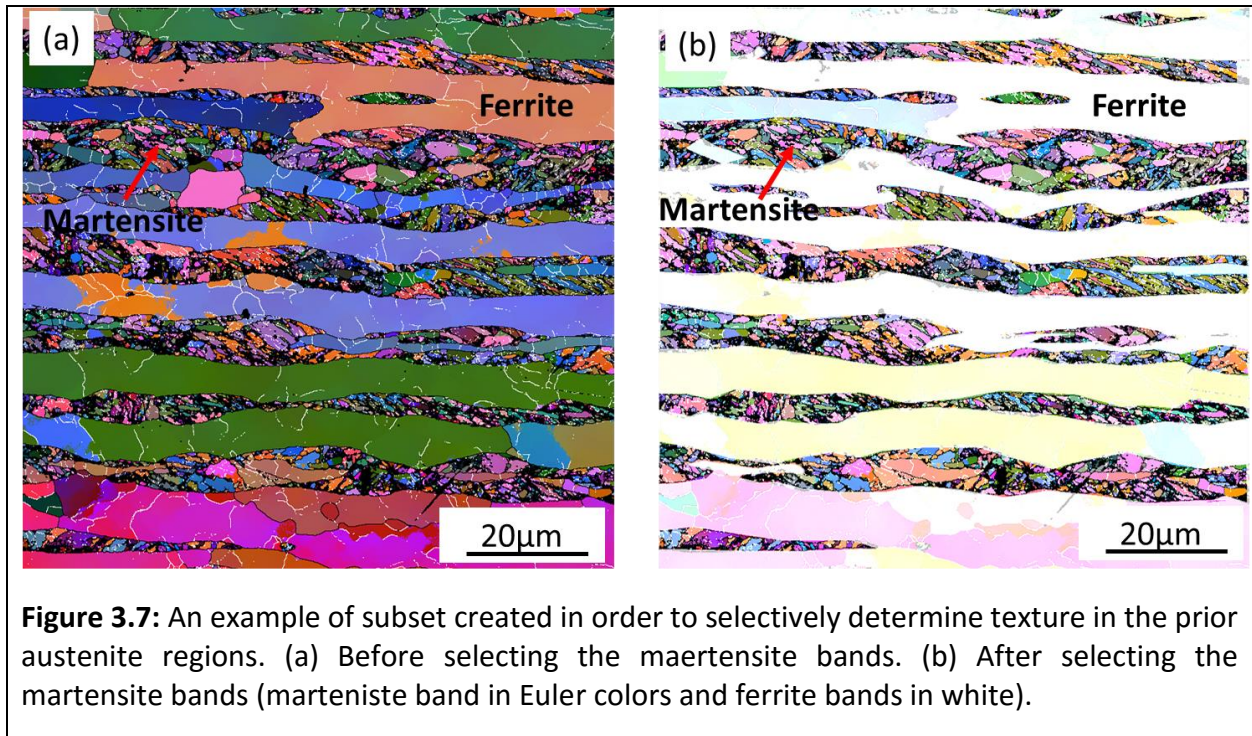 (a)
Ferrite
Martensite
20µm
(b)
Ferrite
Martensite
20µm
Figure 3.7: An example of subset created in order to selectively determine texture in the prior
austenite regions. (a) Before selecting the maertensite bands. (b) After selecting the
martensite bands (marteniste band in Euler colors and ferrite bands in white).